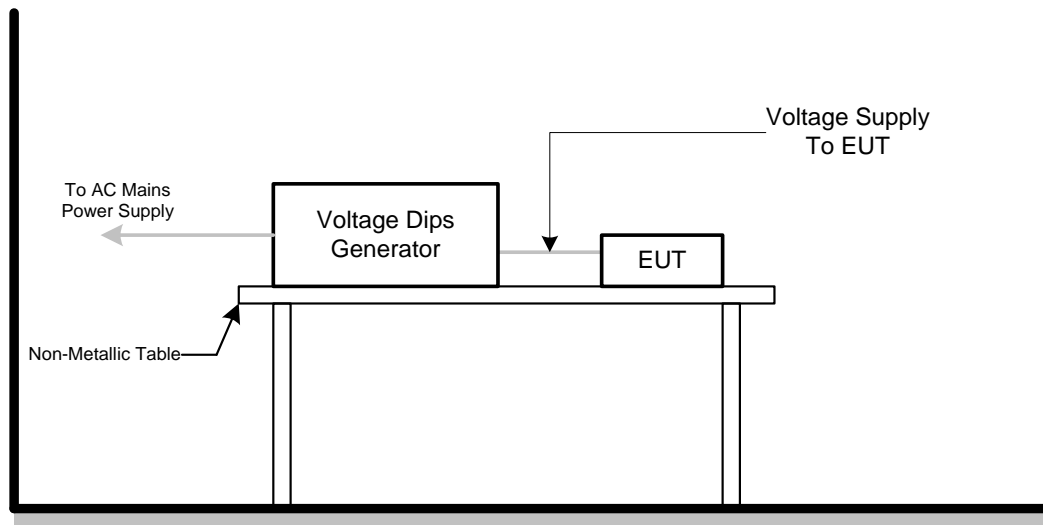 Voltage Supply
To EUT
To AC Mains
Power Supply
Voltage Dips
Generator
EUT
Non-Metallic Table